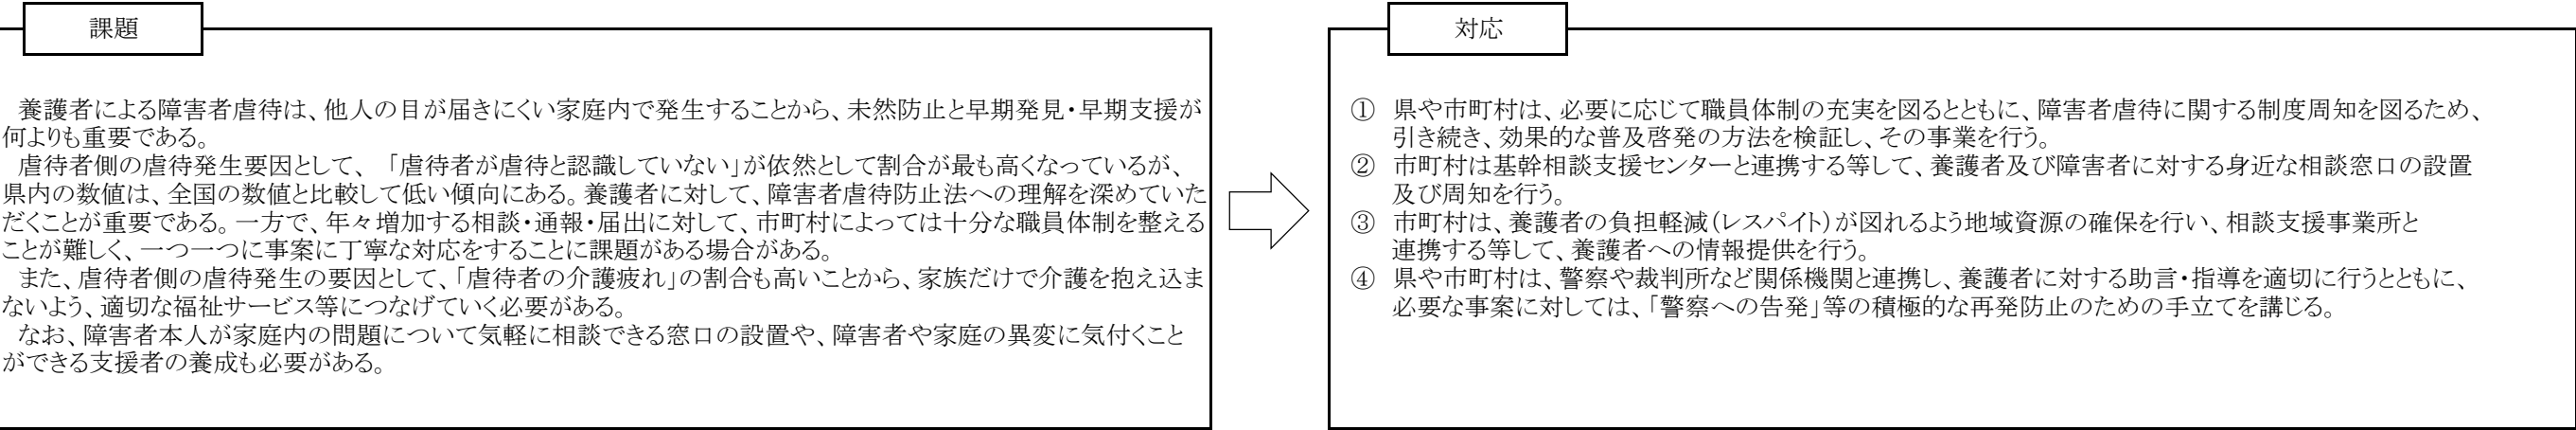 課題
養護者による障害者虐待は、他人の目が届きにくい家庭内で発生することから、未然防止と早期発見・早期支援が
何よりも重要である。
虐待者側の虐待発生要因として、「虐待者が虐待と認識していない」が依然として割合が最も高くなっているが、
県内の数値は、全国の数値と比較して低い傾向にある。養護者に対して、障害者虐待防止法への理解を深めていた
だくことが重要である。一方で、年々増加する相談・通報・届出に対して、市町村によっては十分な職員体制を整える
ことが難しく、一つ一つに事案に丁寧な対応をすることに課題がある場合がある。
また、虐待者側の虐待発生の要因として、「虐待者の介護疲れ」の割合も高いことから、家族だけで介護を抱え込ま
ないよう、適切な福祉サービス等につなげていく必要がある。
なお、障害者本人が家庭内の問題について気軽に相談できる窓口の設置や、障害者や家庭の異変に気付くこと
ができる支援者の養成も必要がある。
対応
① 県や市町村は、必要に応じて職員体制の充実を図るとともに、障害者虐待に関する制度周知を図るため、
引き続き、効果的な普及啓発の方法を検証し、その事業を行う。
② 市町村は基幹相談支援センターと連携する等して、養護者及び障害者に対する身近な相談窓口の設置
及び周知を行う。
③ 市町村は、養護者の負担軽減（レスパイト）が図れるよう地域資源の確保を行い、相談支援事業所と
連携する等して、養護者への情報提供を行う。
④ 県や市町村は、警察や裁判所など関係機関と連携し、養護者に対する助言・指導を適切に行うとともに、
必要な事案に対しては、「警察への告発」等の積極的な再発防止のための手立てを講じる。